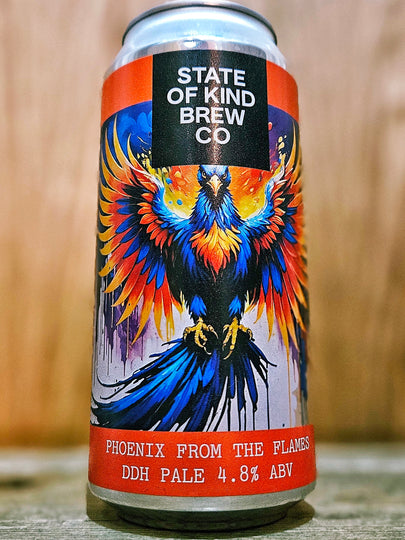 STATE
OF KIND
BREW
CO
PHOENIX FROM THE FLAMES
DDH PALE 4.8% ABV